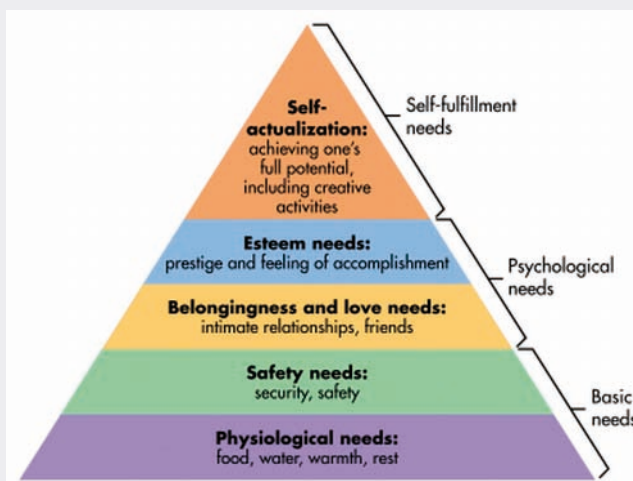 Self-
actualization:
achieving one's
full potential,
including creative
activities
Self-fulfillment
needs
Esteem needs:
prestige and feeling of accomplishment
Psychological
needs
Belongingness and love needs:
intimate relationships, friends
Safety needs:
security, safety
Basic
needs
Physiological needs:
food, water, warmth, rest